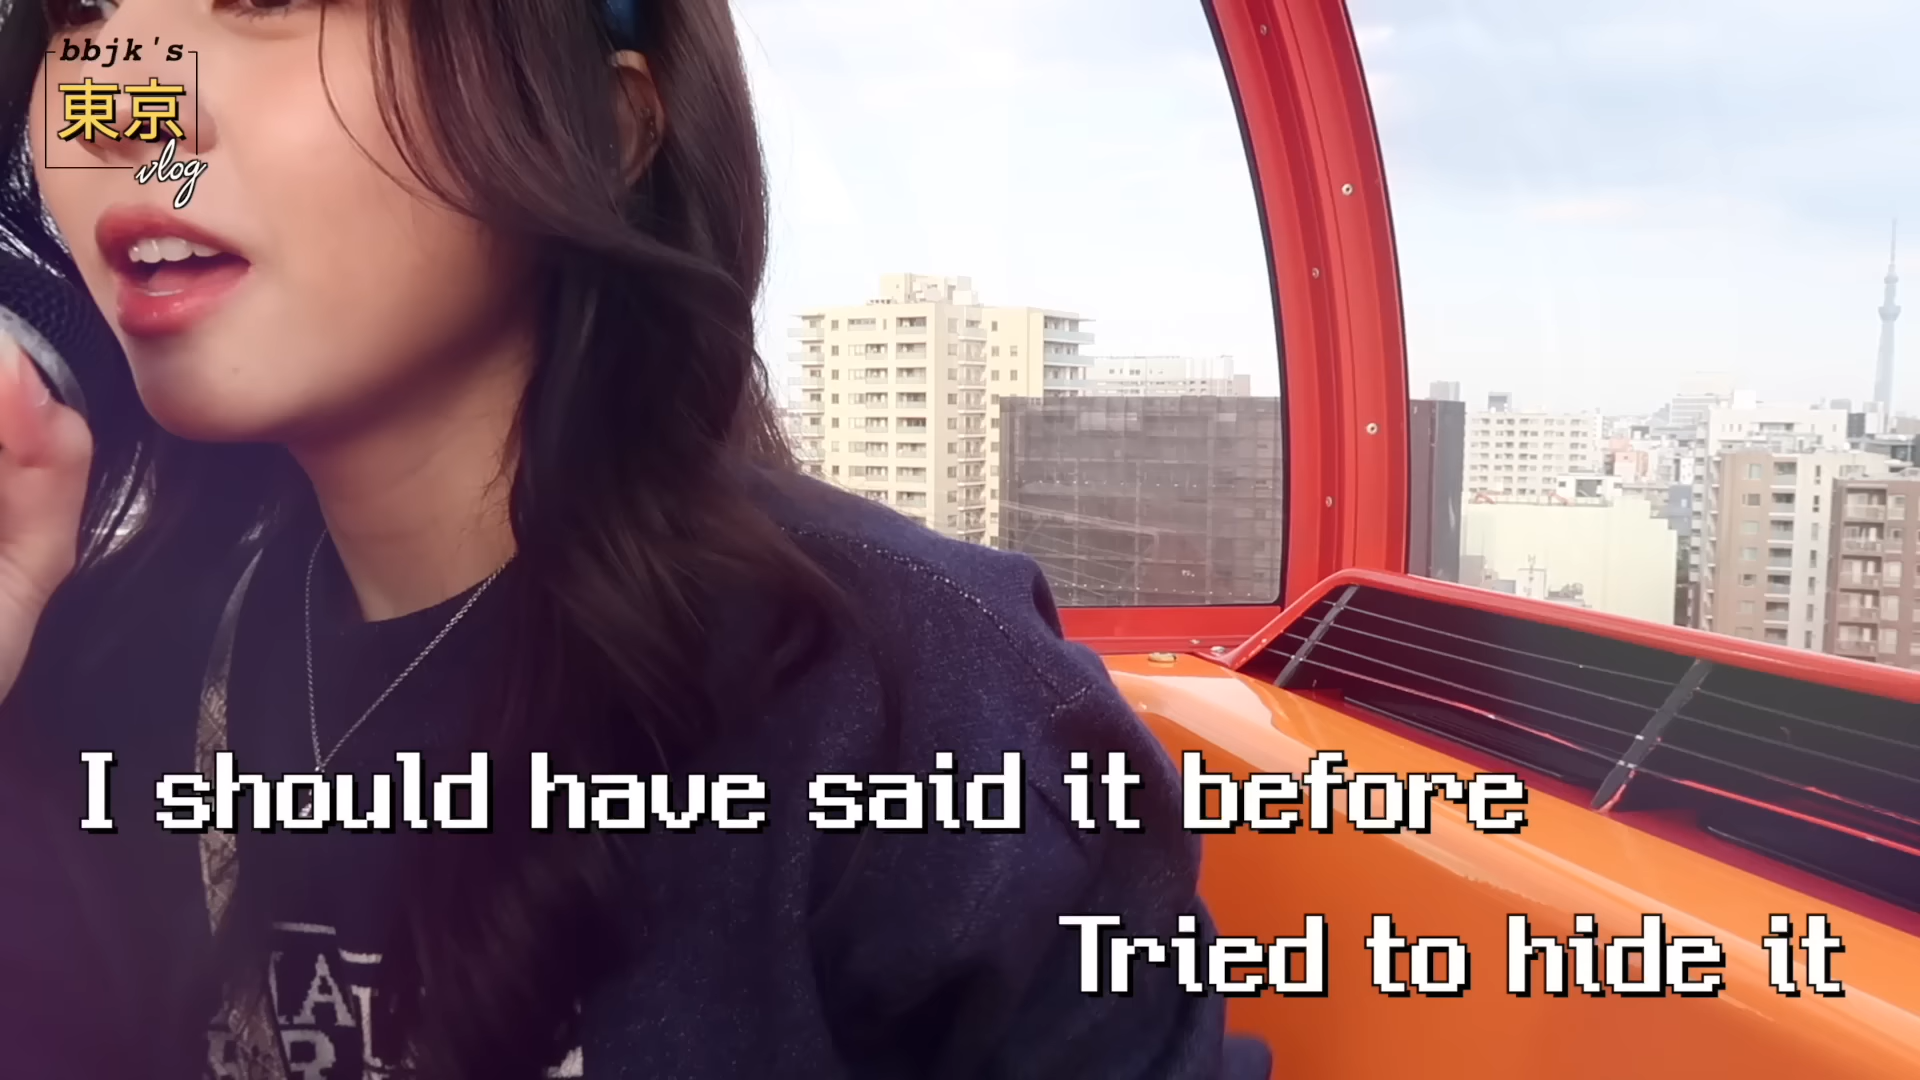 bbjk's
東京
vlog
I should have said it before
Tried to hide it